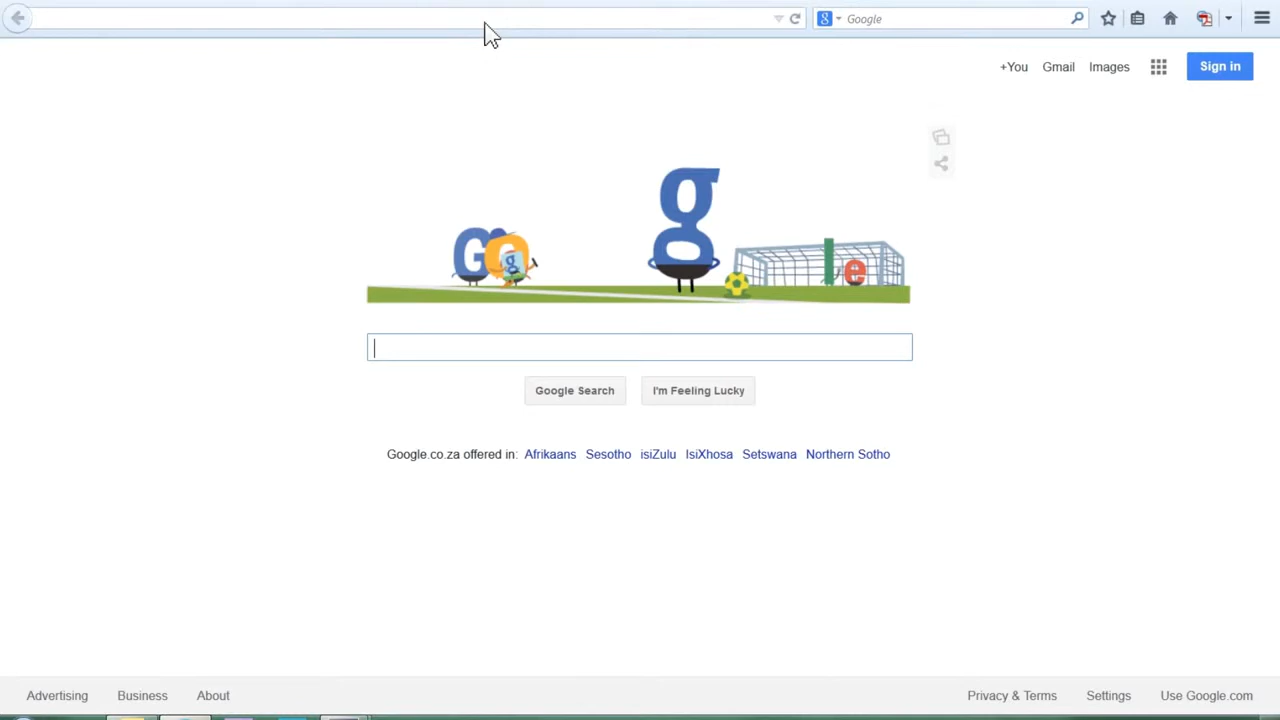 Google
+You Gmail Images Sign in
G o g g l e
Google Search I'm Feeling Lucky
Google.co.za offered in: Afrikaans Sesotho isiZulu IsiXhosa Setswana Northern Sotho
Advertising Business About Privacy & Terms Settings Use Google.com